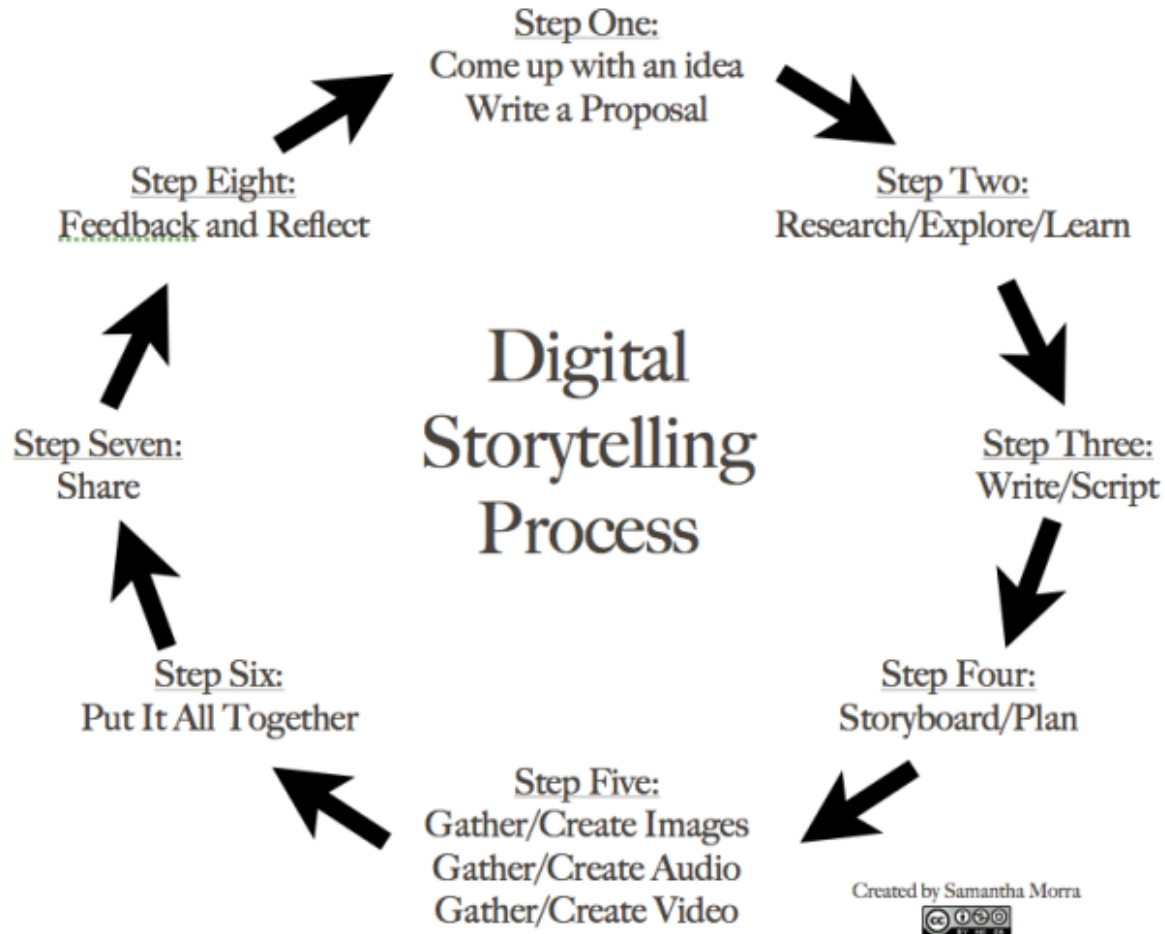 Step One:
Come up with an idea
Write a Proposal
Step Two:
Research/Explore/Learn
Step Three:
Write/Script
Step Four:
Storyboard/Plan
Step Five:
Gather/Create Images
Gather/Create Audio
Gather/Create Video
Step Six:
Put It All Together
Step Seven:
Share
Step Eight:
Feedback and Reflect
Digital
Storytelling
Process
Created by Samantha Morra
cc